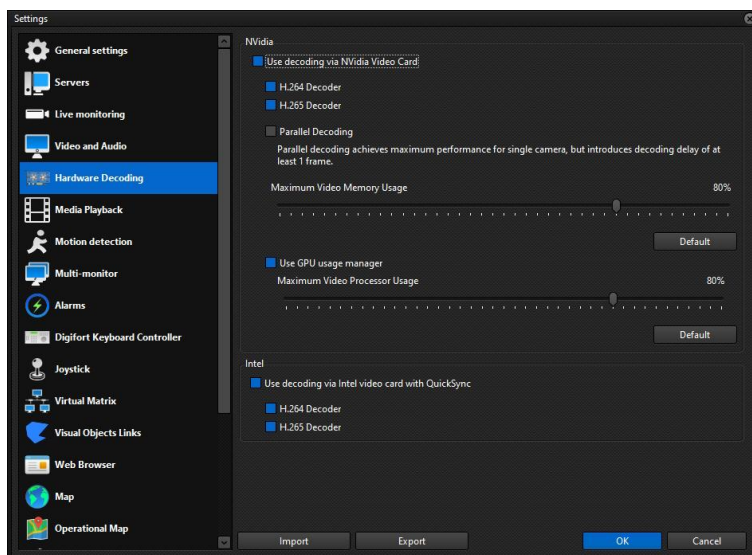 Settings
General settings
Servers
Live monitoring
Video and Audio
Hardware Decoding
Media Playback
Motion detection
Multi-monitor
Alarms
Digifort Keyboard Controller
Joystick
Virtual Matrix
Visual Objects Links
Web Browser
Map
Operational Map
NVidia
Use decoding via NVidia Video Card
H.264 Decoder
H.265 Decoder
Parallel Decoding
Parallel decoding achieves maximum performance for single camera, but introduces decoding delay of at
least 1 frame.
Maximum Video Memory Usage 80%
Default
Use GPU usage manager
Maximum Video Processor Usage 80%
Default
Intel
Use decoding via Intel video card with QuickSync
H.264 Decoder
H.265 Decoder
Import Export OK Cancel